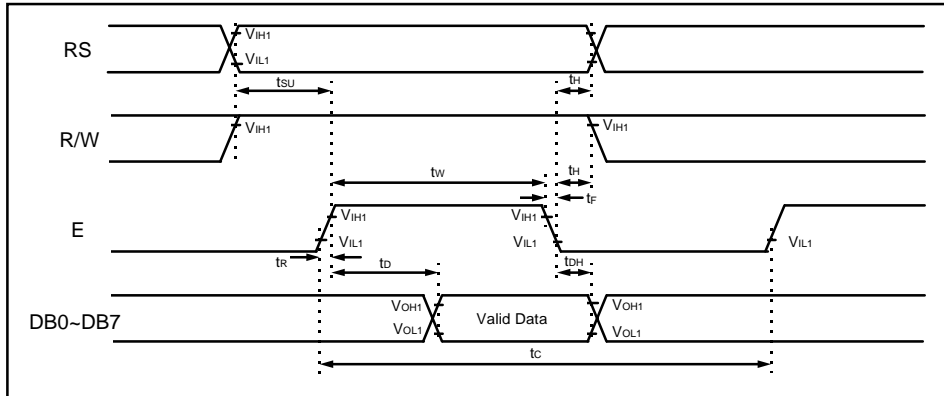 RS
VIH1
VIL1
tSU
tH
R/W
VIH1
VIH1
tW
tH
tF
E
VIH1
VIH1
VIL1
VIL1
VIL1
tR
tD
tDH
DB0~DB7
VOH1
VOL1
Valid Data
VOH1
VOL1
tC